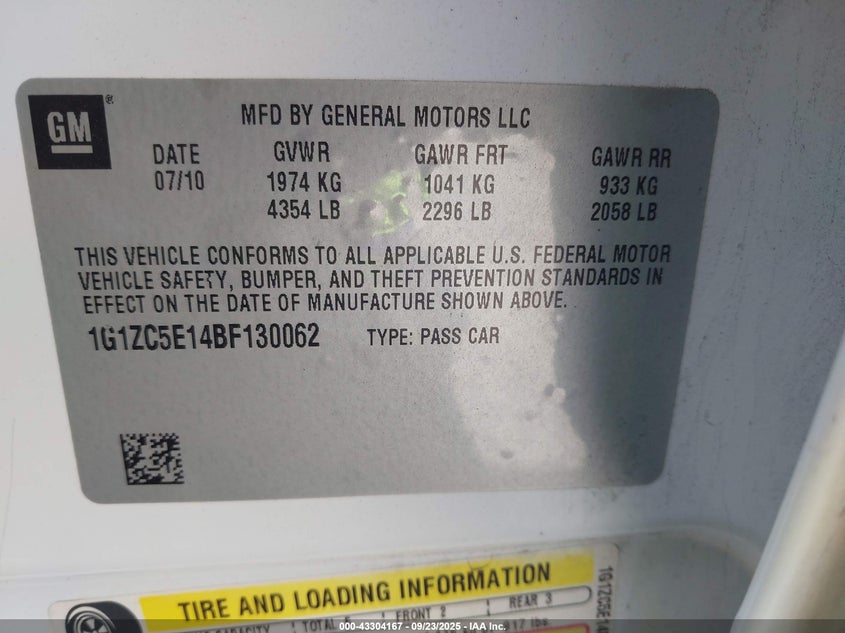 GM
MFD BY GENERAL MOTORS LLC
DATE GVWR GAWR FRT GAWR RR
07/10 1974 KG 1041 KG 933 KG
4354 LB 2296 LB 2058 LB
THIS VEHICLE CONFORMS TO ALL APPLICABLE U.S. FEDERAL MOTOR
VEHICLE SAFETY, BUMPER, AND THEFT PREVENTION STANDARDS IN
EFFECT ON THE DATE OF MANUFACTURE SHOWN ABOVE.
1G1ZC5E14BF130062 TYPE: PASS CAR
TIRE AND LOADING INFORMATION
TOTAL FRONT 2 REAR 3
lbs.
1G1ZC5E14
000-43304167 - 09/23/2025 - IAA Inc.